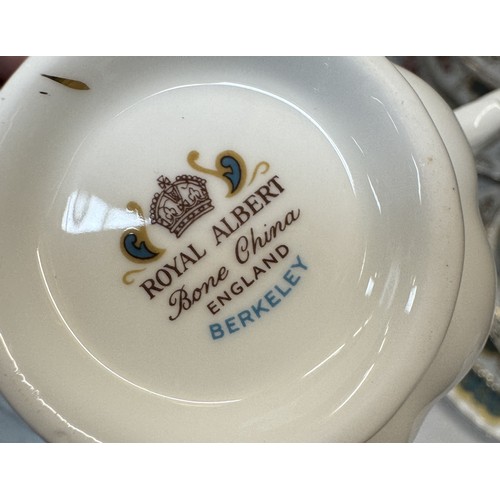 ROYAL ALBERT
Bone China
ENGLAND
BERKELEY